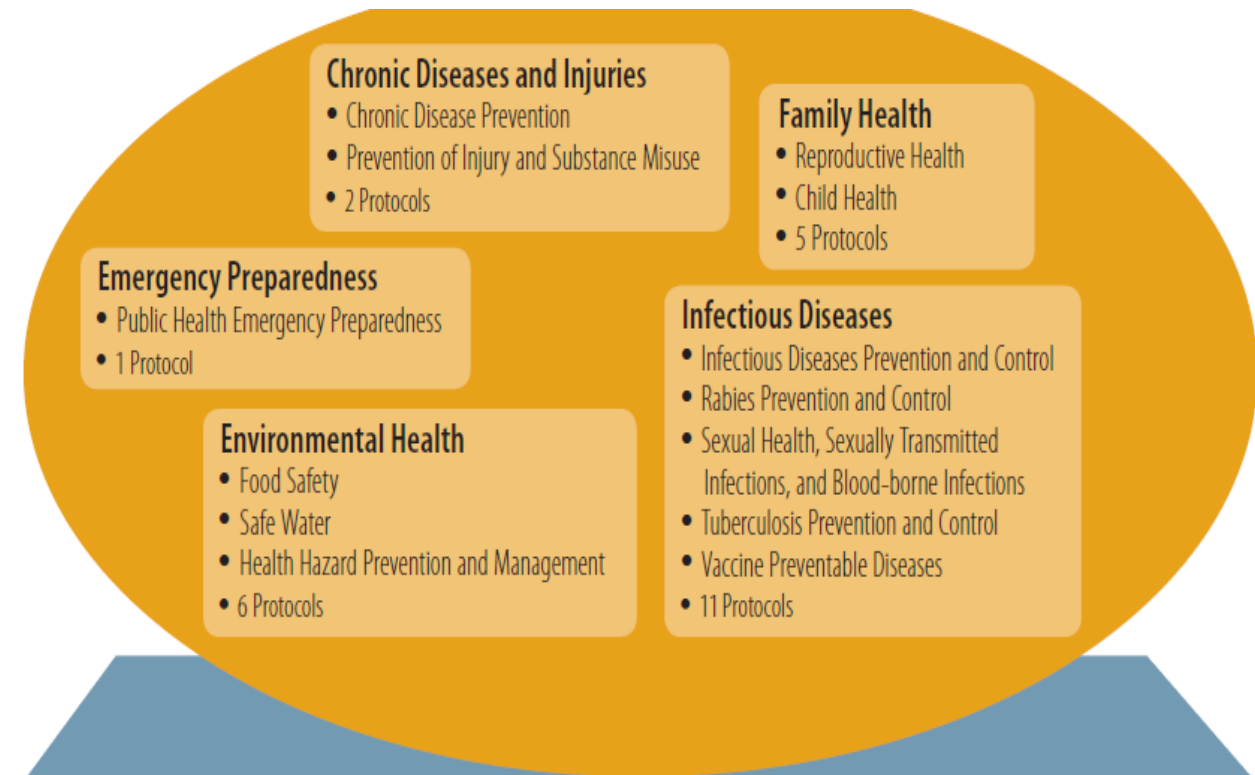 Chronic Diseases and Injuries
• Chronic Disease Prevention
• Prevention of Injury and Substance Misuse
• 2 Protocols
Family Health
• Reproductive Health
• Child Health
• 5 Protocols
Emergency Preparedness
• Public Health Emergency Preparedness
• 1 Protocol
Infectious Diseases
• Infectious Diseases Prevention and Control
• Rabies Prevention and Control
• Sexual Health, Sexually Transmitted
Infections, and Blood-borne Infections
• Tuberculosis Prevention and Control
• Vaccine Preventable Diseases
• 11 Protocols
Environmental Health
• Food Safety
• Safe Water
• Health Hazard Prevention and Management
• 6 Protocols